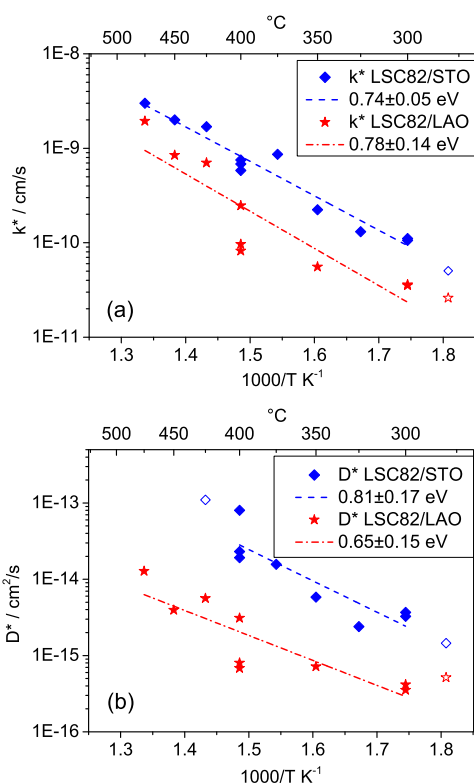 °C
500 450 400 350 300
1E-8
k* LSC82/STO
0.74±0.05 eV
k* LSC82/LAO
0.78±0.14 eV
1E-9
k* / cm/s
1E-10
(a)
1E-11
1.3 1.4 1.5 1.6 1.7 1.8
1000/T K⁻¹
°C
500 450 400 350 300
D* LSC82/STO
0.81±0.17 eV
D* LSC82/LAO
0.65±0.15 eV
1E-13
1E-14
D* / cm²/s
1E-15
(b)
1E-16
1.3 1.4 1.5 1.6 1.7 1.8
1000/T K⁻¹